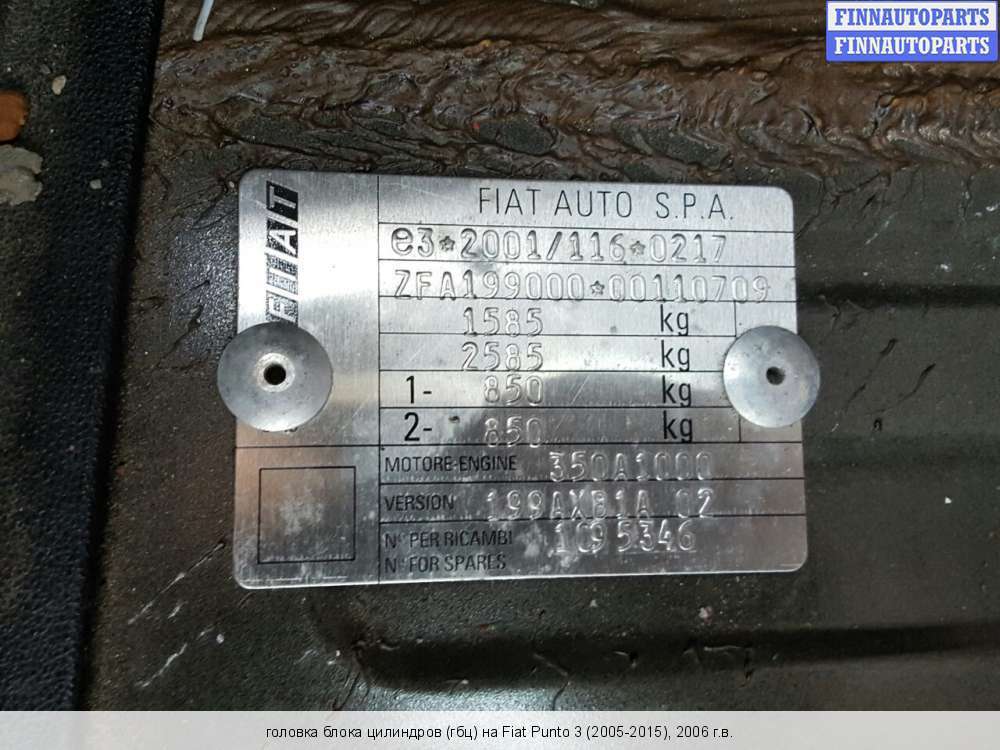 FINNAUTOPARTS
FINNAUTOPARTS
FIAT
FIAT AUTO S.P.A.
e3*2001/116*0217
ZFA199000*00110709
1585 kg
2585 kg
1- 850 kg
2- 850 kg
MOTORE-ENGINE 350A1000
VERSION 199AXB1A 02
N° PER RICAMBI 1095346
N° FOR SPARES
головка блока цилиндров (гбц) на Fiat Punto 3 (2005-2015), 2006 г.в.